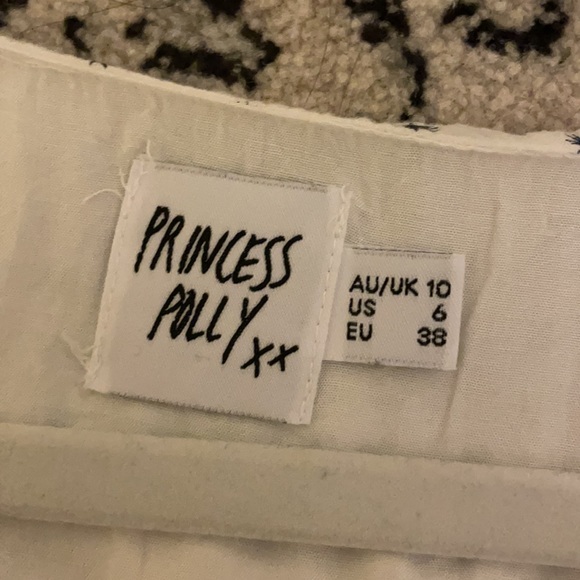 PRINCESS
POLLY
xx
AU/UK 10
US 6
EU 38